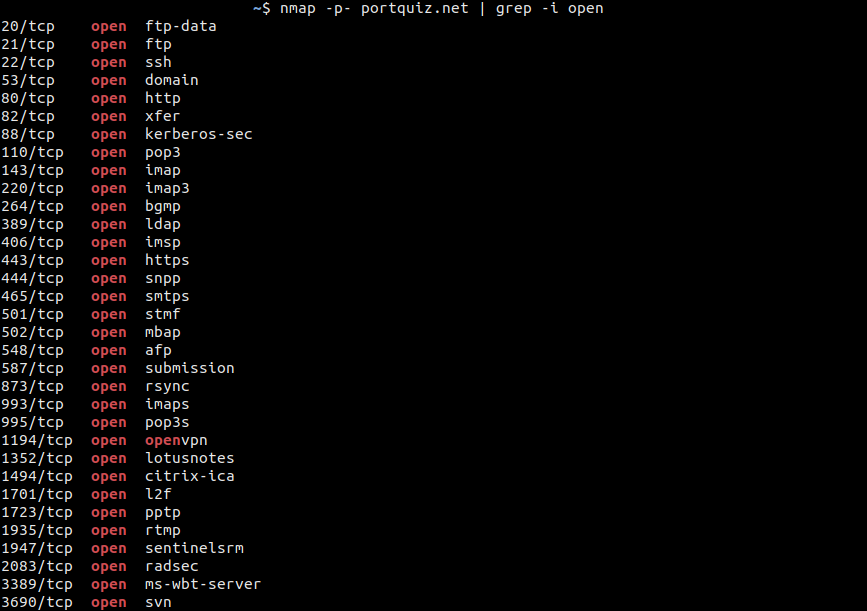 ~$ nmap -p- portquiz.net | grep -i open
20/tcp open ftp-data
21/tcp open ftp
22/tcp open ssh
53/tcp open domain
80/tcp open http
82/tcp open xfer
88/tcp open kerberos-sec
110/tcp open pop3
143/tcp open imap
220/tcp open imap3
264/tcp open bgmp
389/tcp open ldap
406/tcp open imsp
443/tcp open https
444/tcp open snpp
465/tcp open smtps
501/tcp open stmf
502/tcp open mbap
548/tcp open afp
587/tcp open submission
873/tcp open rsync
993/tcp open imaps
995/tcp open pop3s
1194/tcp open openvpn
1352/tcp open lotusnotes
1494/tcp open citrix-ica
1701/tcp open l2f
1723/tcp open pptp
1935/tcp open rtmp
1947/tcp open sentinelsrm
2083/tcp open radsec
3389/tcp open ms-wbt-server
3690/tcp open svn